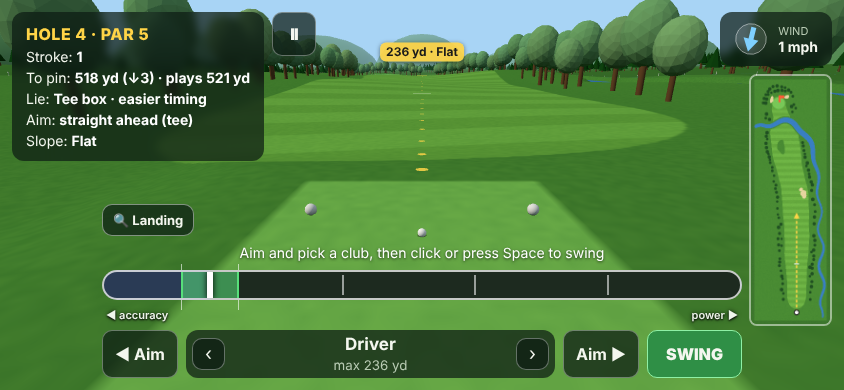 HOLE 4 · PAR 5
Stroke: 1
To pin: 518 yd (↓3) · plays 521 yd
Lie: Tee box · easier timing
Aim: straight ahead (tee)
Slope: Flat
236 yd · Flat
WIND
1 mph
🔍 Landing
Aim and pick a club, then click or press Space to swing
◀ accuracy
power ▶
◀ Aim
‹
Driver
max 236 yd
›
Aim ▶
SWING